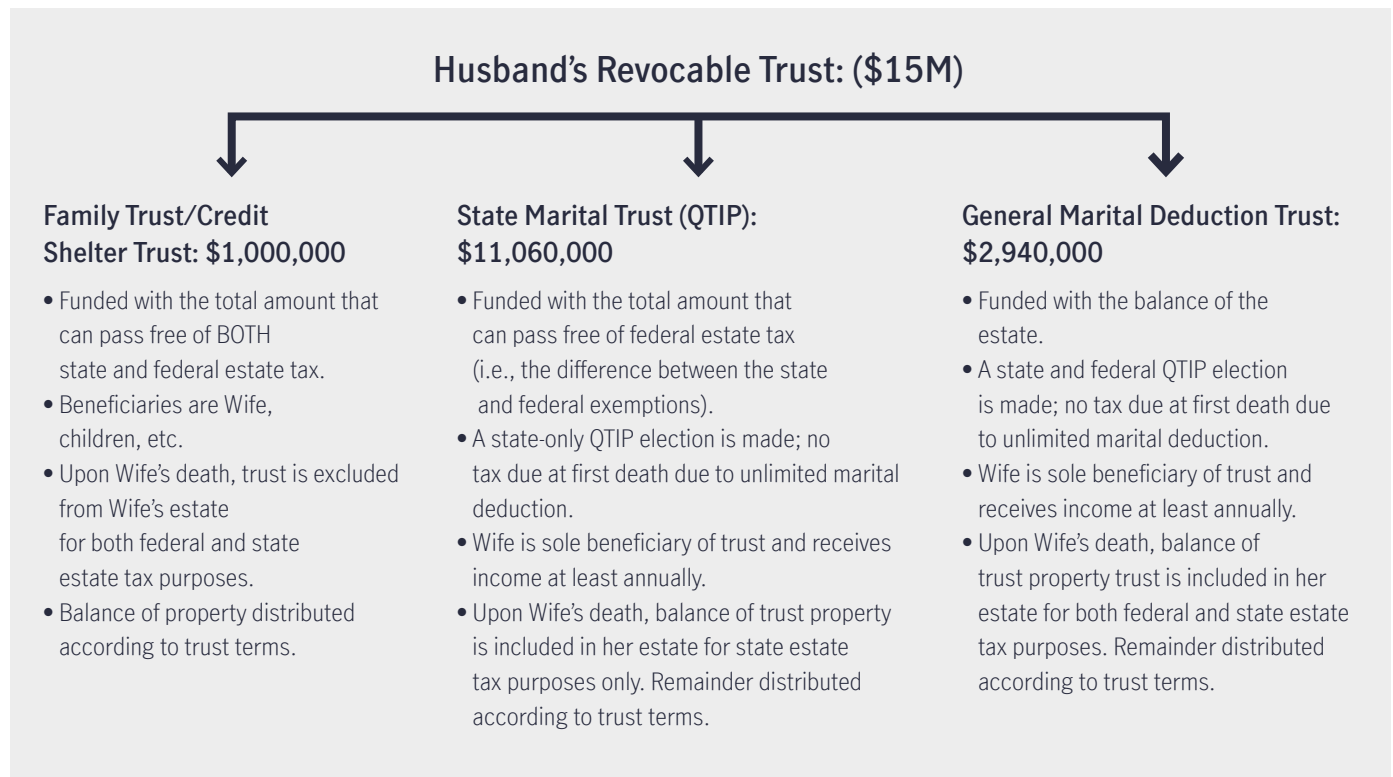 Husband’s Revocable Trust: ($15M)
Family Trust/Credit
Shelter Trust: $1,000,000
• Funded with the total amount that
can pass free of BOTH
state and federal estate tax.
• Beneficiaries are Wife,
children, etc.
• Upon Wife’s death, trust is excluded
from Wife’s estate
for both federal and state
estate tax purposes.
• Balance of property distributed
according to trust terms.
State Marital Trust (QTIP):
$11,060,000
• Funded with the total amount that
can pass free of federal estate tax
(i.e., the difference between the state
and federal exemptions).
• A state-only QTIP election is made; no
tax due at first death due to unlimited marital
deduction.
• Wife is sole beneficiary of trust and receives
income at least annually.
• Upon Wife’s death, balance of trust property
is included in her estate for state estate
tax purposes only. Remainder distributed
according to trust terms.
General Marital Deduction Trust:
$2,940,000
• Funded with the balance of the
estate.
• A state and federal QTIP election
is made; no tax due at first death due
to unlimited marital deduction.
• Wife is sole beneficiary of trust and
receives income at least annually.
• Upon Wife’s death, balance of
trust property trust is included in her
estate for both federal and state estate
tax purposes. Remainder distributed
according to trust terms.